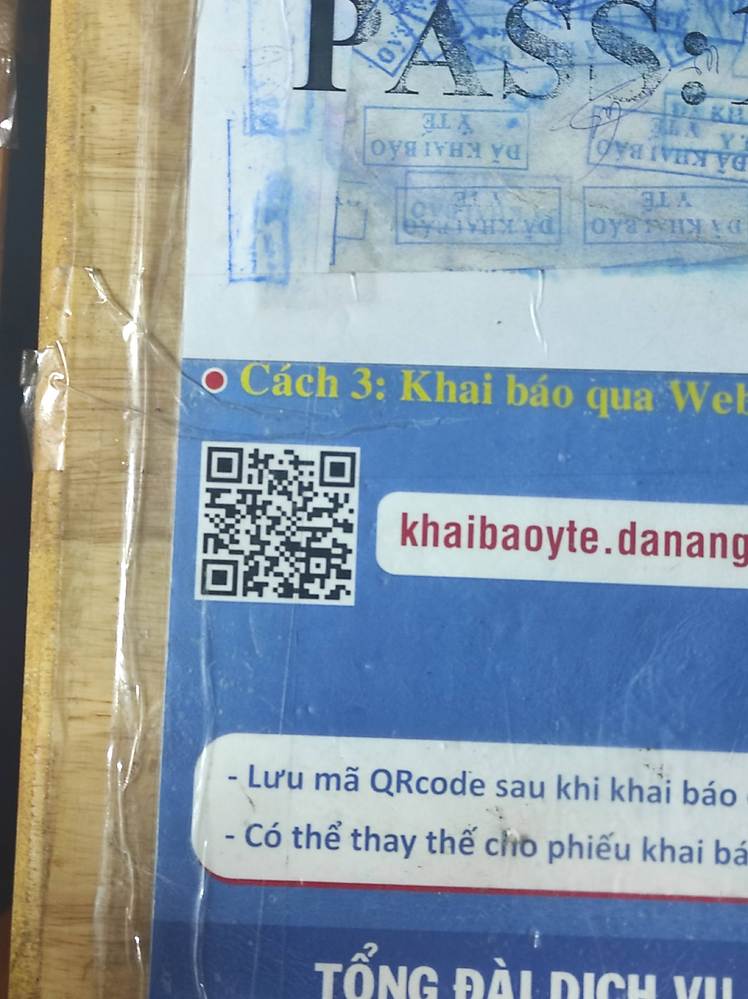 PASS:
Y TẾ
ĐÃ KHAI BÁO
Y TẾ
ĐÃ KHAI BÁO
Y TẾ
ĐÃ KHAI BÁO
Y TẾ
ĐÃ KHAI BÁO
Cách 3: Khai báo qua Web
khaibaoyte.danang
- Lưu mã QRcode sau khi khai báo
- Có thể thay thế cho phiếu khai bá
TỔNG ĐÀI DỊCH VỤ